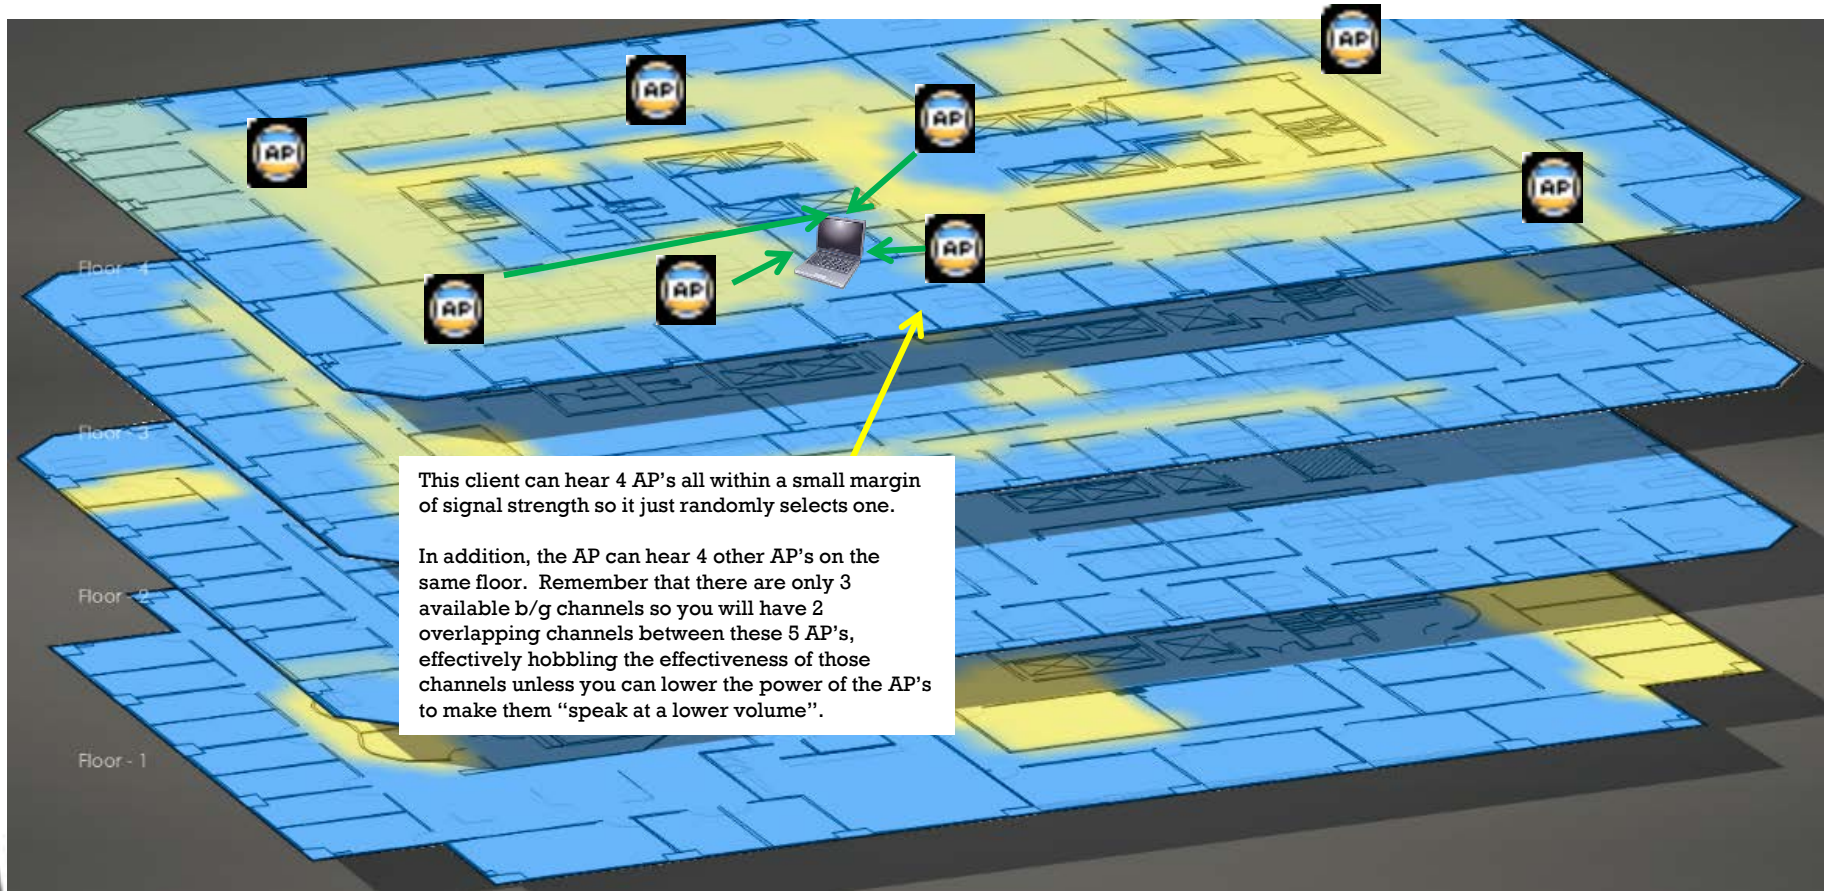 AP
AP
AP
AP
AP
AP
AP
AP
Floor - 4
Floor - 3
Floor - 2
Floor - 1
This client can hear 4 AP's all within a small margin
of signal strength so it just randomly selects one.
In addition, the AP can hear 4 other AP's on the
same floor.  Remember that there are only 3
available b/g channels so you will have 2
overlapping channels between these 5 AP's,
effectively hobbling the effectiveness of those
channels unless you can lower the power of the AP's
to make them “speak at a lower volume”.